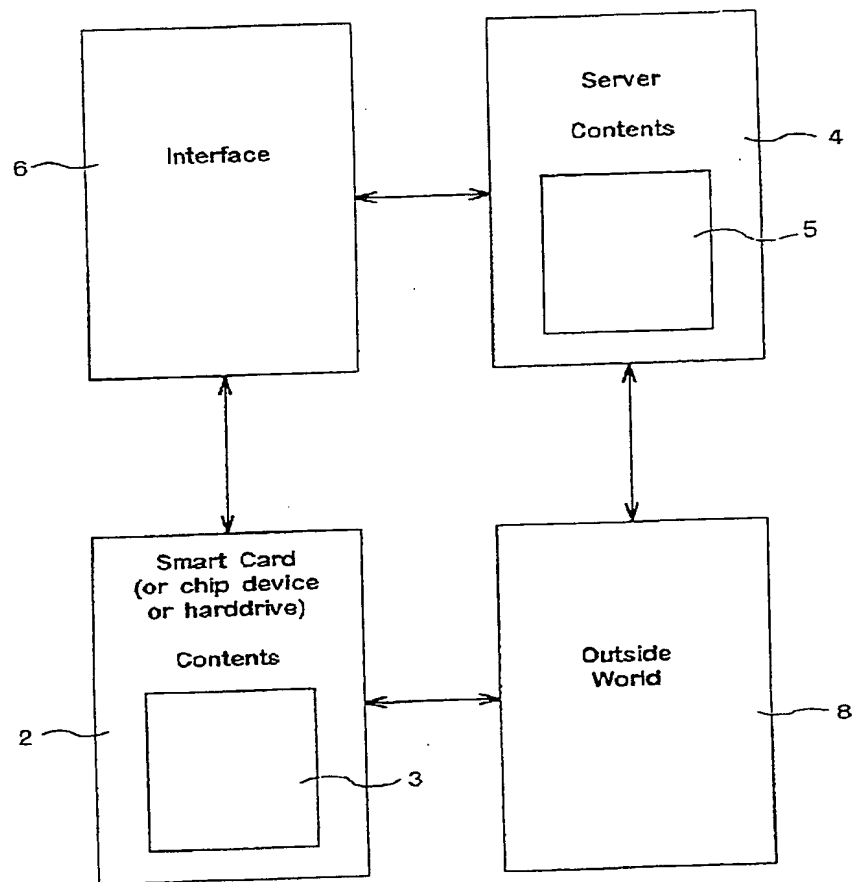 Interface
6
Server
Contents
4
5
Smart Card
(or chip device
or harddrive)
Contents
2
3
Outside
World
8